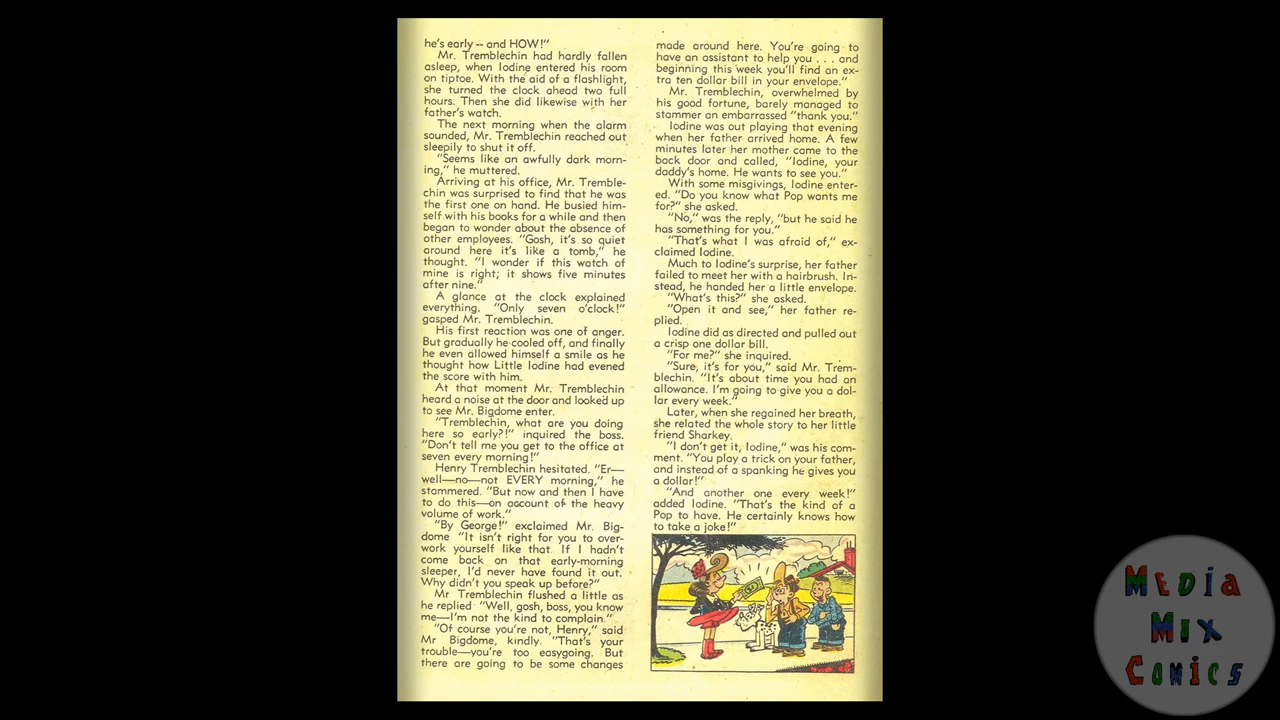 he's early -- and HOW!"
Mr. Tremblechin had hardly fallen
asleep, when Iodine entered his room
on tiptoe. With the aid of a flashlight,
she turned the clock ahead two full
hours. Then she did likewise with her
father's watch.
The next morning when the alarm
sounded, Mr. Tremblechin reached out
sleepily to shut it off.
"Seems like an awfully dark morn-
ing," he muttered.
Arriving at his office, Mr. Tremble-
chin was surprised to find that he was
the first one on hand. He busied him-
self with his books for a while and then
began to wonder about the absence of
other employees. "Gosh, it's so quiet
around here it's like a tomb," he
thought. "I wonder if this watch of
mine is right; it shows five minutes
after nine."
A glance at the clock explained
everything. "Only seven o'clock!"
gasped Mr. Tremblechin.
His first reaction was one of anger.
But gradually he cooled off, and finally
he even allowed himself a smile as he
thought how Little Iodine had evened
the score with him.
At that moment Mr. Tremblechin
heard a noise at the door and looked up
to see Mr. Bigdome enter.
"Tremblechin, what are you doing
here so early?!" inquired the boss.
"Don't tell me you get to the office at
seven every morning!"
Henry Tremblechin hesitated. "Er—
well—no—not EVERY morning," he
stammered. "But now and then I have
to do this—on account of the heavy
volume of work."
"By George!" exclaimed Mr. Big-
dome "It isn't right for you to over-
work yourself like that. If I hadn't
come back on that early-morning
sleeper, I'd never have found it out.
Why didn't you speak up before?"
Mr Tremblechin flushed a little as
he replied "Well, gosh, boss, you know
me—I'm not the kind to complain."
"Of course you're not, Henry," said
Mr Bigdome, kindly. "That's your
trouble—you're too easygoing. But
there are going to be some changes
made around here. You're going to
have an assistant to help you . . . and
beginning this week you'll find an ex-
tra ten dollar bill in your envelope."
Mr. Tremblechin, overwhelmed by
his good fortune, barely managed to
stammer an embarrassed "thank you."
Iodine was out playing that evening
when her father arrived home. A few
minutes later her mother came to the
back door and called, "Iodine, your
daddy's home. He wants to see you."
With some misgivings, Iodine enter-
ed. "Do you know what Pop wants me
for?" she asked.
"No," was the reply, "but he said he
has something for you."
"That's what I was afraid of," ex-
claimed Iodine.
Much to Iodine's surprise, her father
failed to meet her with a hairbrush. In-
stead, he handed her a little envelope.
"What's this?" she asked.
"Open it and see," her father re-
plied.
Iodine did as directed and pulled out
a crisp one dollar bill.
"For me?" she inquired.
"Sure, it's for you," said Mr. Trem-
blechin. "It's about time you had an
allowance. I'm going to give you a dol-
lar every week."
Later, when she regained her breath,
she related the whole story to her little
friend Sharkey.
"I don't get it, Iodine," was his com-
ment. "You play a trick on your father,
and instead of a spanking he gives you
a dollar!"
"And another one every week!"
added Iodine. "That's the kind of a
Pop to have. He certainly knows how
to take a joke!"
MEDIA
MIX
COMICS